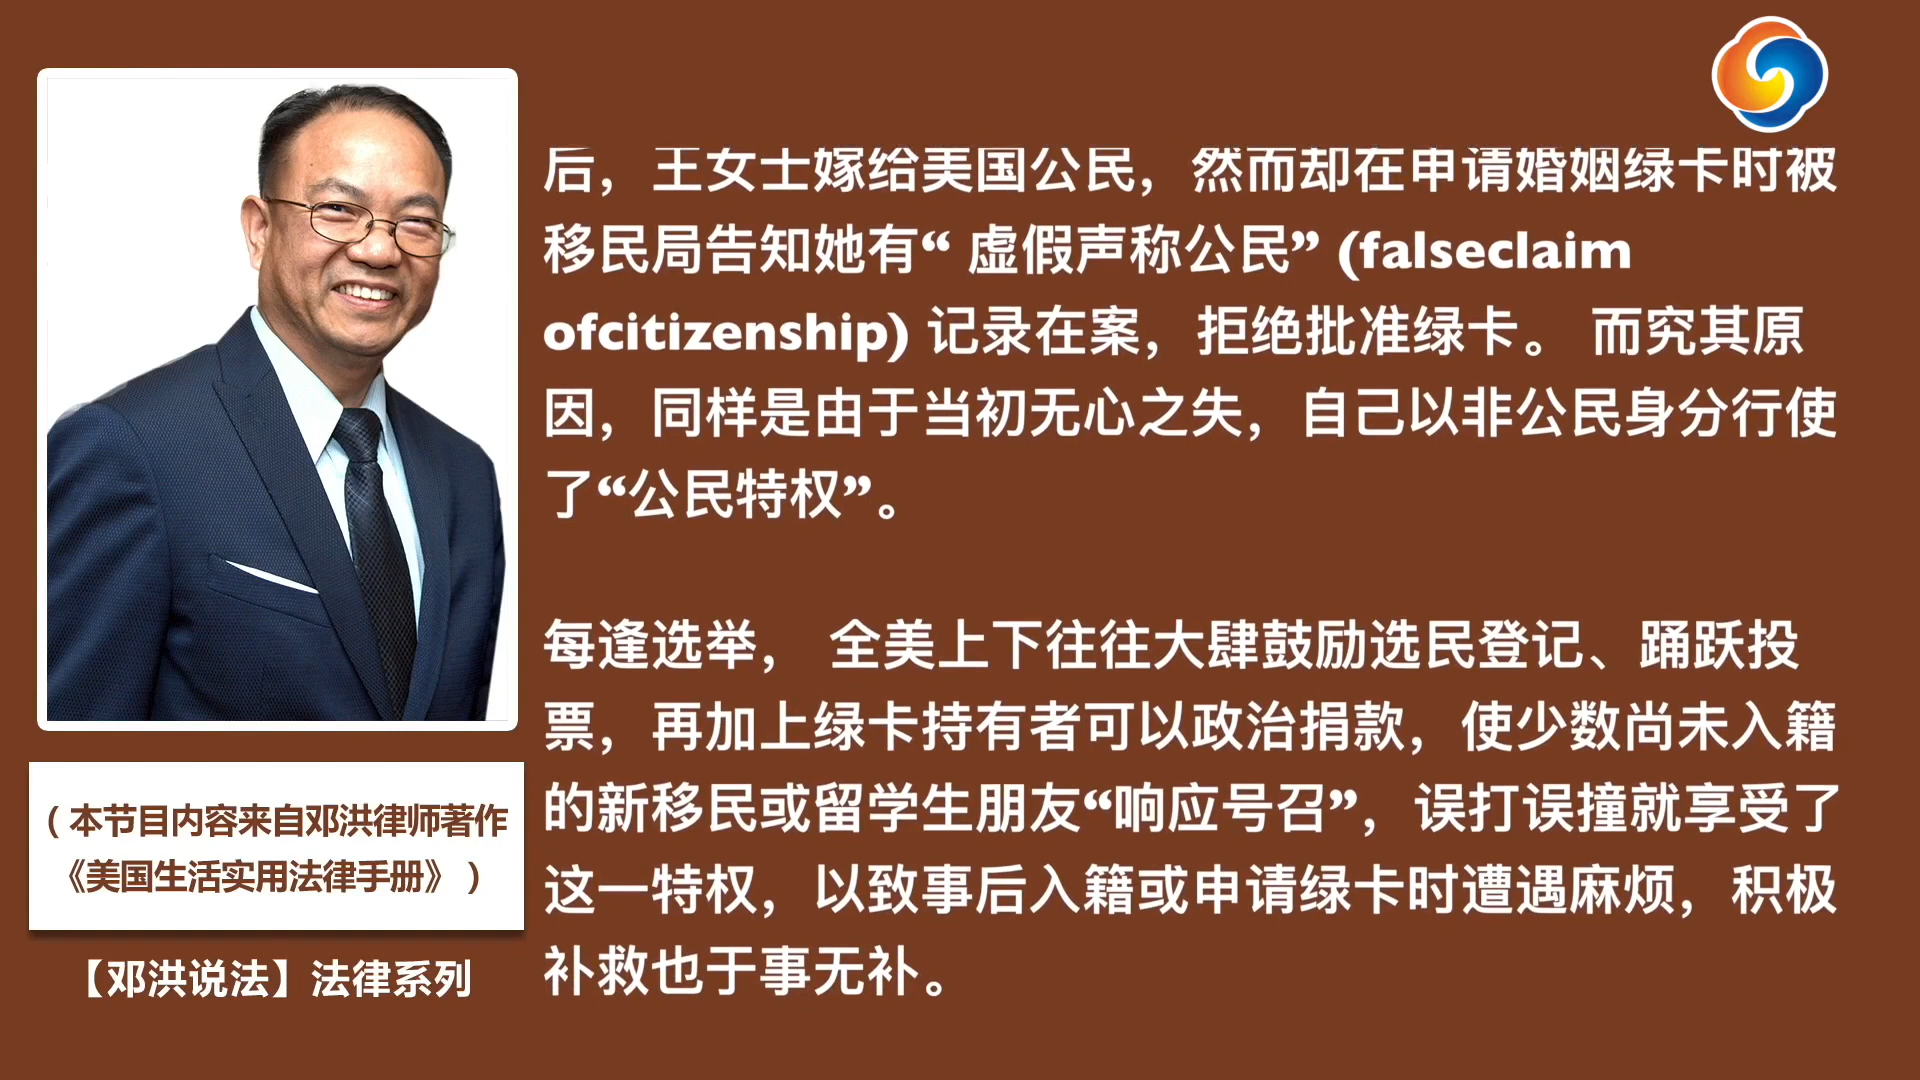 后，王女士嫁给美国公民，然而却在申请婚姻绿卡时被
移民局告知她有“ 虚假声称公民” (falseclaim
ofcitizenship) 记录在案，拒绝批准绿卡。 而究其原
因，同样是由于当初无心之失，自己以非公民身分行使
了“公民特权”。
每逢选举， 全美上下往往大肆鼓励选民登记、踊跃投
票，再加上绿卡持有者可以政治捐款，使少数尚未入籍
的新移民或留学生朋友“响应号召”，误打误撞就享受了
这一特权，以致事后入籍或申请绿卡时遭遇麻烦，积极
补救也于事无补。
（本节目内容来自邓洪律师著作
《美国生活实用法律手册》）
【邓洪说法】法律系列